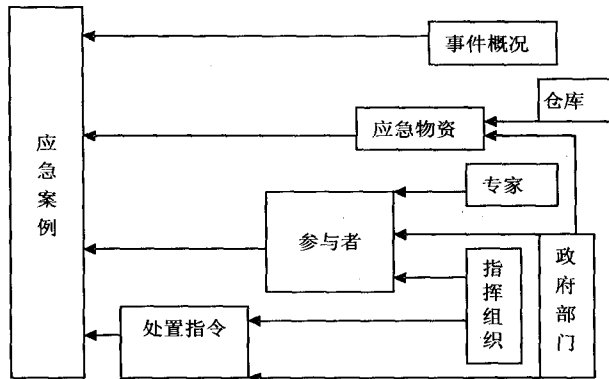 事件概况
仓库
应急物资
应急案例
专家
参与者
政府部门
指挥组织
处置指令